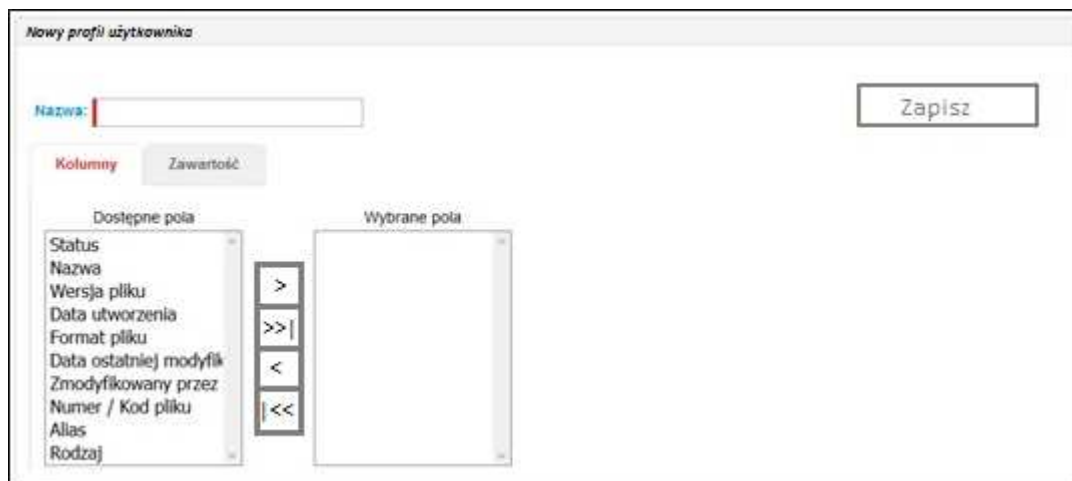 Nowy profil użytkownika
Nazwa:
Zapisz
Kolumny Zawartość
Dostępne pola Wybrane pola
Status
Nazwa
Wersja pliku
Data utworzenia
Format pliku
Data ostatniej modyfik
Zmodyfikowany przez
Numer / Kod pliku
Alias
Rodzaj
>
>>|
<
|<<